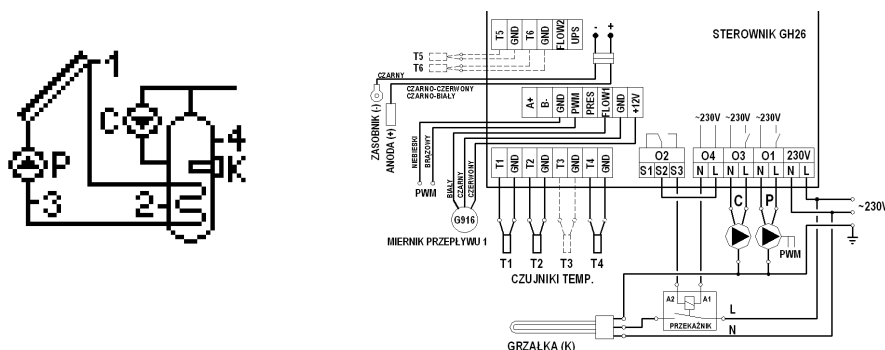 1
C
4
P
K
3
2
STEROWNIK GH26
- +
T5 GND T6 GND FLOW2 UPS
T5
T6
CZARNY
CZARNO-CZERWONY
CZARNO-BIAŁY
ZASOBNIK (-)
ANODA (+)
A+ B- GND PWM PRES FLOW1 GND +12V
NIEBIESKI
BRĄZOWY
PWM
BIAŁY
CZARNY
CZERWONY
G916
MIERNIK PRZEPŁYWU 1
T1 GND T2 GND T3 GND T4 GND
T1 T2 T3 T4
CZUJNIKI TEMP.
~230V ~230V ~230V
O2 O4 O3 O1 230V
S1 S2 S3 N L N L N L N L
C P
PWM
~230V
A2 A1
PRZEKAŹNIK
L
N
GRZAŁKA (K)